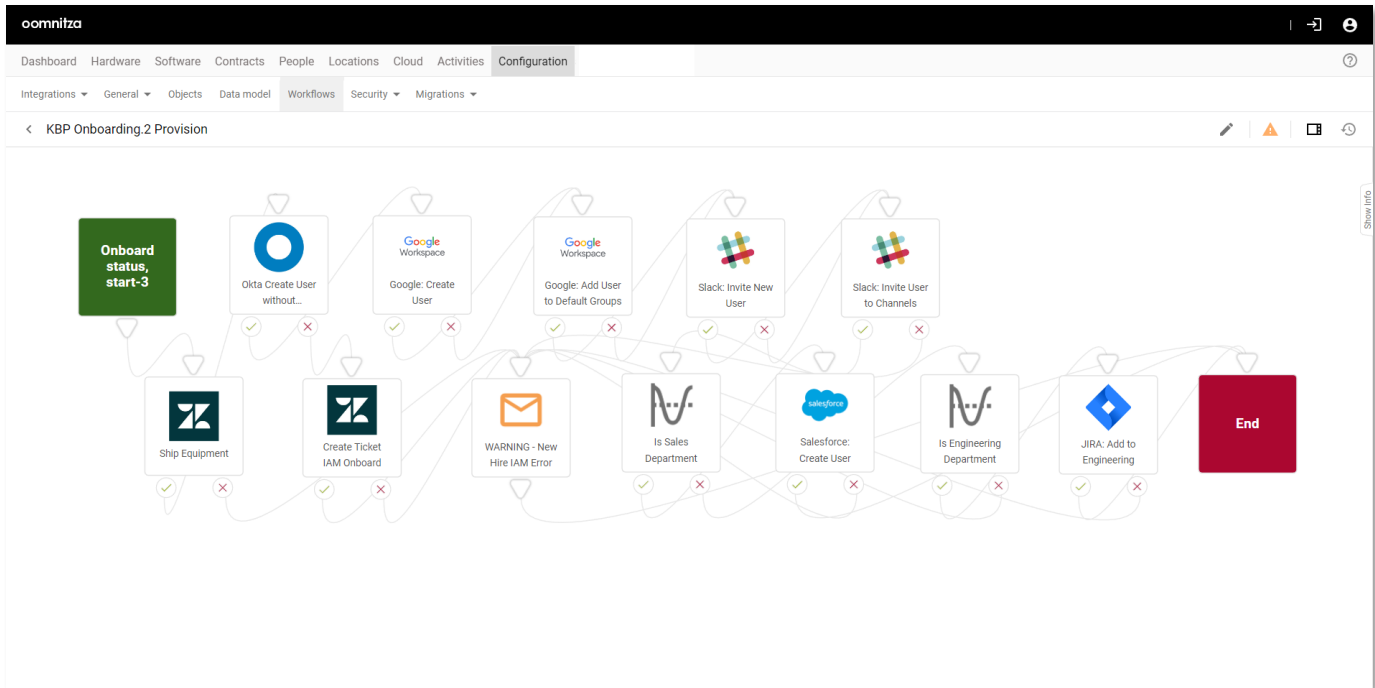 oomnitza
Dashboard Hardware Software Contracts People Locations Cloud Activities Configuration
Integrations General Objects Data model Workflows Security Migrations
KBP Onboarding.2 Provision
Show Info
Onboard
status,
start-3
Okta Create User
without...
Google
Workspace
Google: Create
User
Google
Workspace
Google: Add User
to Default Groups
Slack: Invite New
User
Slack: Invite User
to Channels
Ship Equipment
Create Ticket
IAM Onboard
WARNING - New
Hire IAM Error
Is Sales
Department
salesforce
Salesforce:
Create User
Is Engineering
Department
JIRA: Add to
Engineering
End